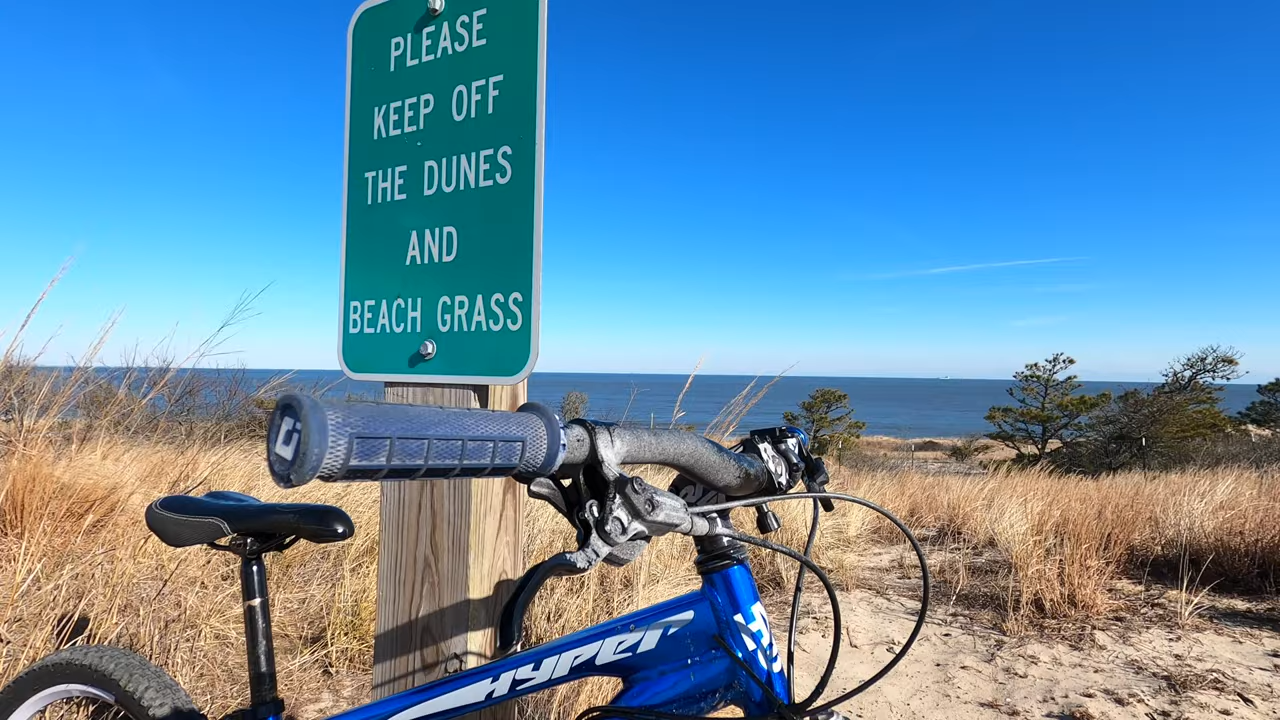 PLEASE
KEEP OFF
THE DUNES
AND
BEACH GRASS
HYPER